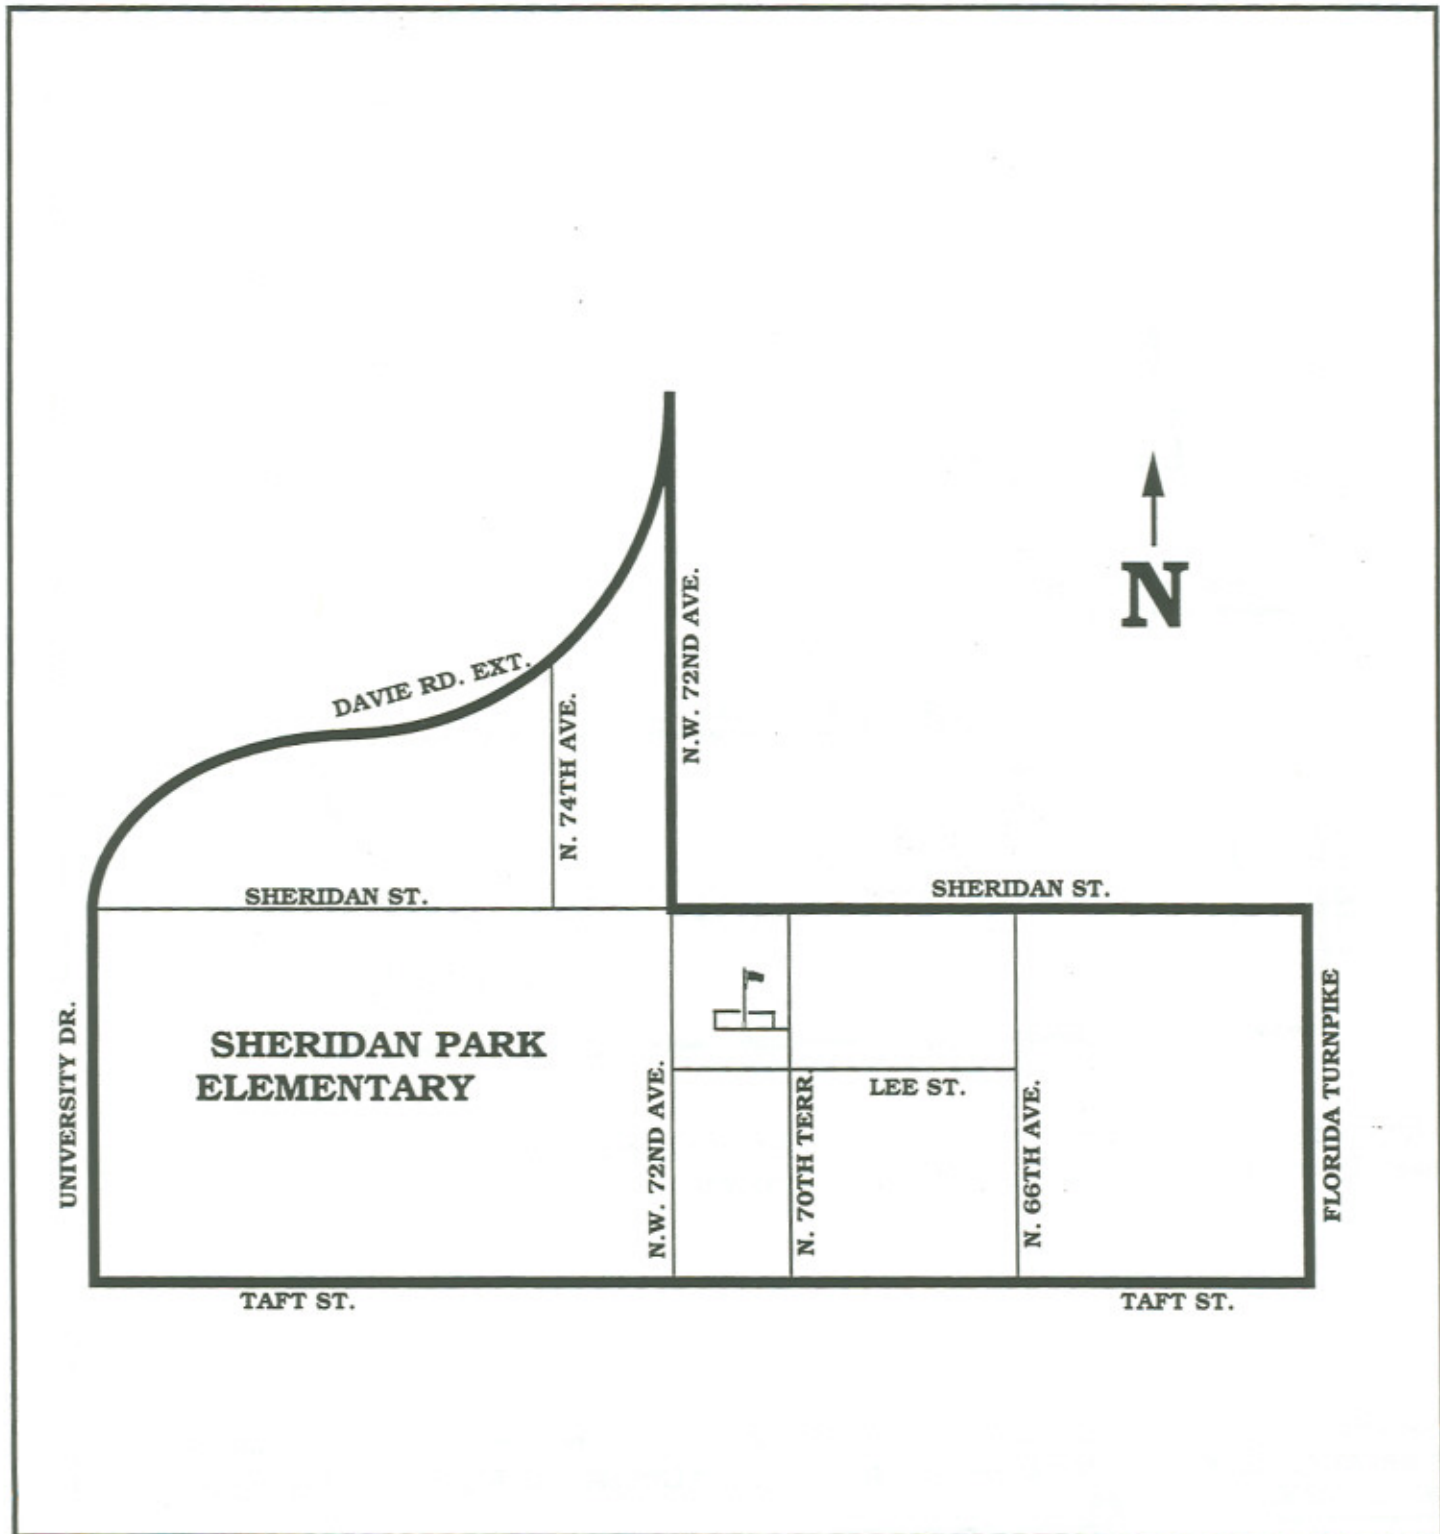 N
DAVIE RD. EXT.
N.W. 72ND AVE.
N. 74TH AVE.
SHERIDAN ST.
SHERIDAN ST.
UNIVERSITY DR.
SHERIDAN PARK
ELEMENTARY
N.W. 72ND AVE.
N. 70TH TERR.
LEE ST.
N. 66TH AVE.
FLORIDA TURNPIKE
TAFT ST.
TAFT ST.